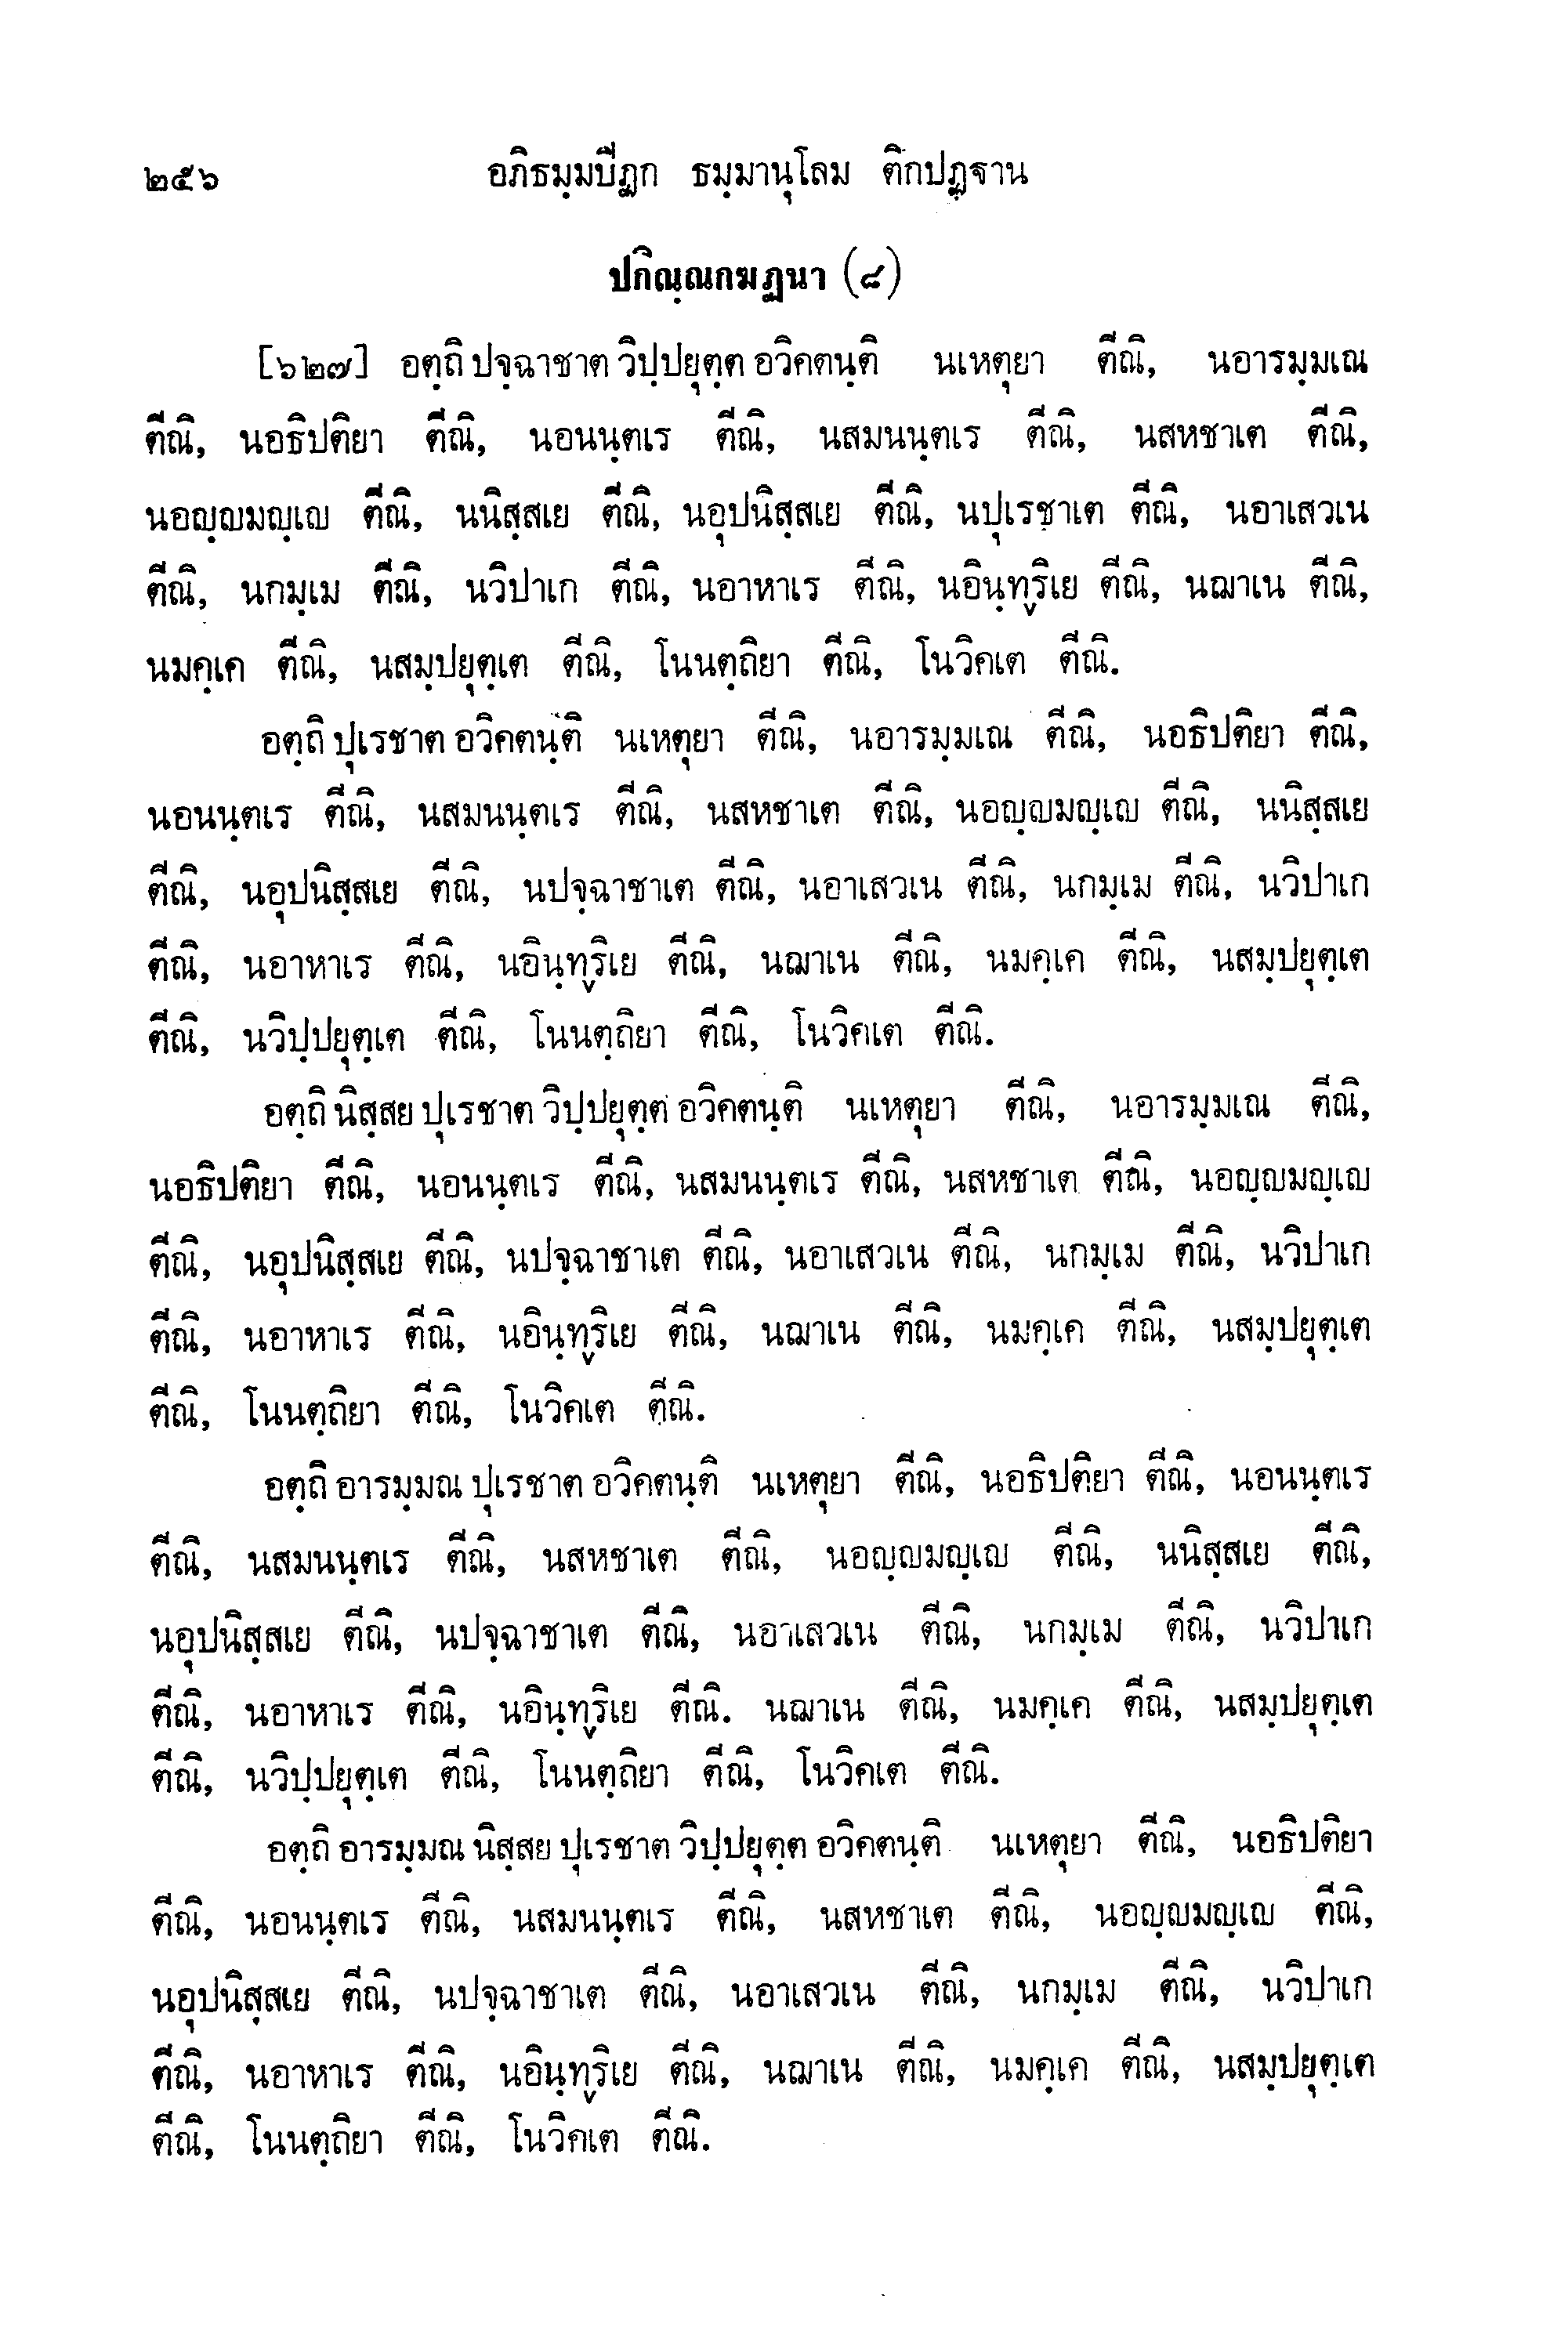 ๒๕๖ อภิธมฺมปีฏก ธมฺมานุโลม ติกปฏฺฐาน
ปกิณฺณกฆฏนา (๘)
[๖๒๗] อตฺถิ ปจฺฉาชาต วิปฺปยุตฺต อวิคตนฺติ นเหตุยา ตีณิ, นอารมฺมเณ
ตีณิ, นอธิปติยา ตีณิ, นอนนฺตเร ตีณิ, นสมนนฺตเร ตีณิ, นสหชาเต ตีณิ,
นอญฺญมญฺเญ ตีณิ, นนิสฺสเย ตีณิ, นอุปนิสฺสเย ตีณิ, นปุเรชาเต ตีณิ, นอาเสวเน
ตีณิ, นกมฺเม ตีณิ, นวิปาเก ตีณิ, นอาหาเร ตีณิ, นอินฺทฺริเย ตีณิ, นฌาเน ตีณิ,
นมคฺเค ตีณิ, นสมฺปยุตฺเต ตีณิ, โนนตฺถิยา ตีณิ, โนวิคเต ตีณิ.
อตฺถิ ปุเรชาต อวิคตนฺติ นเหตุยา ตีณิ, นอารมฺมเณ ตีณิ, นอธิปติยา ตีณิ,
นอนนฺตเร ตีณิ, นสมนนฺตเร ตีณิ, นสหชาเต ตีณิ, นอญฺญมญฺเญ ตีณิ, นนิสฺสเย
ตีณิ, นอุปนิสฺสเย ตีณิ, นปจฺฉาชาเต ตีณิ, นอาเสวเน ตีณิ, นกมฺเม ตีณิ, นวิปาเก
ตีณิ, นอาหาเร ตีณิ, นอินฺทฺริเย ตีณิ, นฌาเน ตีณิ, นมคฺเค ตีณิ, นสมฺปยุตฺเต
ตีณิ, นวิปฺปยุตฺเต ตีณิ, โนนตฺถิยา ตีณิ, โนวิคเต ตีณิ.
อตฺถิ นิสฺสย ปุเรชาต วิปฺปยุตฺต อวิคตนฺติ นเหตุยา ตีณิ, นอารมฺมเณ ตีณิ,
นอธิปติยา ตีณิ, นอนนฺตเร ตีณิ, นสมนนฺตเร ตีณิ, นสหชาเต ตีณิ, นอญฺญมญฺเญ
ตีณิ, นอุปนิสฺสเย ตีณิ, นปจฺฉาชาเต ตีณิ, นอาเสวเน ตีณิ, นกมฺเม ตีณิ, นวิปาเก
ตีณิ, นอาหาเร ตีณิ, นอินฺทฺริเย ตีณิ, นฌาเน ตีณิ, นมคฺเค ตีณิ, นสมฺปยุตฺเต
ตีณิ, โนนตฺถิยา ตีณิ, โนวิคเต ตีณิ.
อตฺถิ อารมฺมณ ปุเรชาต อวิคตนฺติ นเหตุยา ตีณิ, นอธิปติยา ตีณิ, นอนนฺตเร
ตีณิ, นสมนนฺตเร ตีณิ, นสหชาเต ตีณิ, นอญฺญมญฺเญ ตีณิ, นนิสฺสเย ตีณิ,
นอุปนิสฺสเย ตีณิ, นปจฺฉาชาเต ตีณิ, นอาเสวเน ตีณิ, นกมฺเม ตีณิ, นวิปาเก
ตีณิ, นอาหาเร ตีณิ, นอินฺทฺริเย ตีณิ. นฌาเน ตีณิ, นมคฺเค ตีณิ, นสมฺปยุตฺเต
ตีณิ, นวิปฺปยุตฺเต ตีณิ, โนนตฺถิยา ตีณิ, โนวิคเต ตีณิ.
อตฺถิ อารมฺมณ นิสฺสย ปุเรชาต วิปฺปยุตฺต อวิคตนฺติ นเหตุยา ตีณิ, นอธิปติยา
ตีณิ, นอนนฺตเร ตีณิ, นสมนนฺตเร ตีณิ, นสหชาเต ตีณิ, นอญฺญมญฺเญ ตีณิ,
นอุปนิสฺสเย ตีณิ, นปจฺฉาชาเต ตีณิ, นอาเสวเน ตีณิ, นกมฺเม ตีณิ, นวิปาเก
ตีณิ, นอาหาเร ตีณิ, นอินฺทฺริเย ตีณิ, นฌาเน ตีณิ, นมคฺเค ตีณิ, นสมฺปยุตฺเต
ตีณิ, โนนตฺถิยา ตีณิ, โนวิคเต ตีณิ.